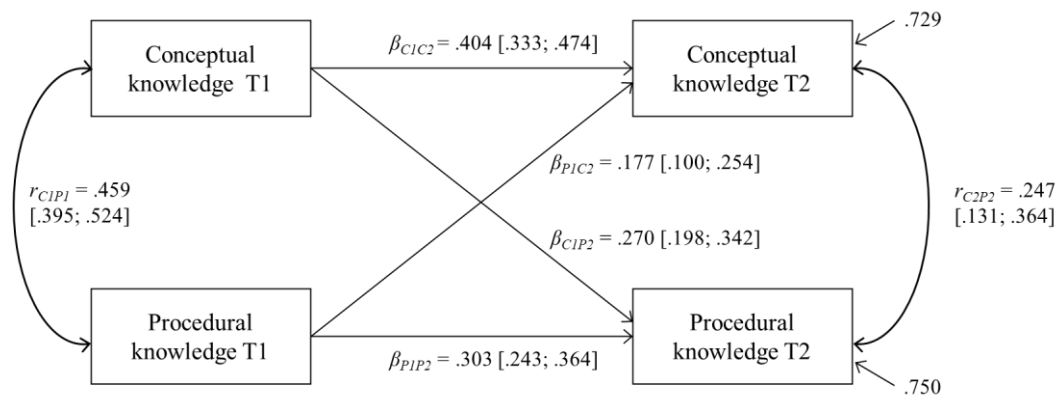 .729
Conceptual
knowledge T1
β_C1C2 = .404 [.333; .474]
Conceptual
knowledge T2
β_P1C2 = .177 [.100; .254]
r_C1P1 = .459
[.395; .524]
r_C2P2 = .247
[.131; .364]
β_C1P2 = .270 [.198; .342]
Procedural
knowledge T1
Procedural
knowledge T2
β_P1P2 = .303 [.243; .364]
.750